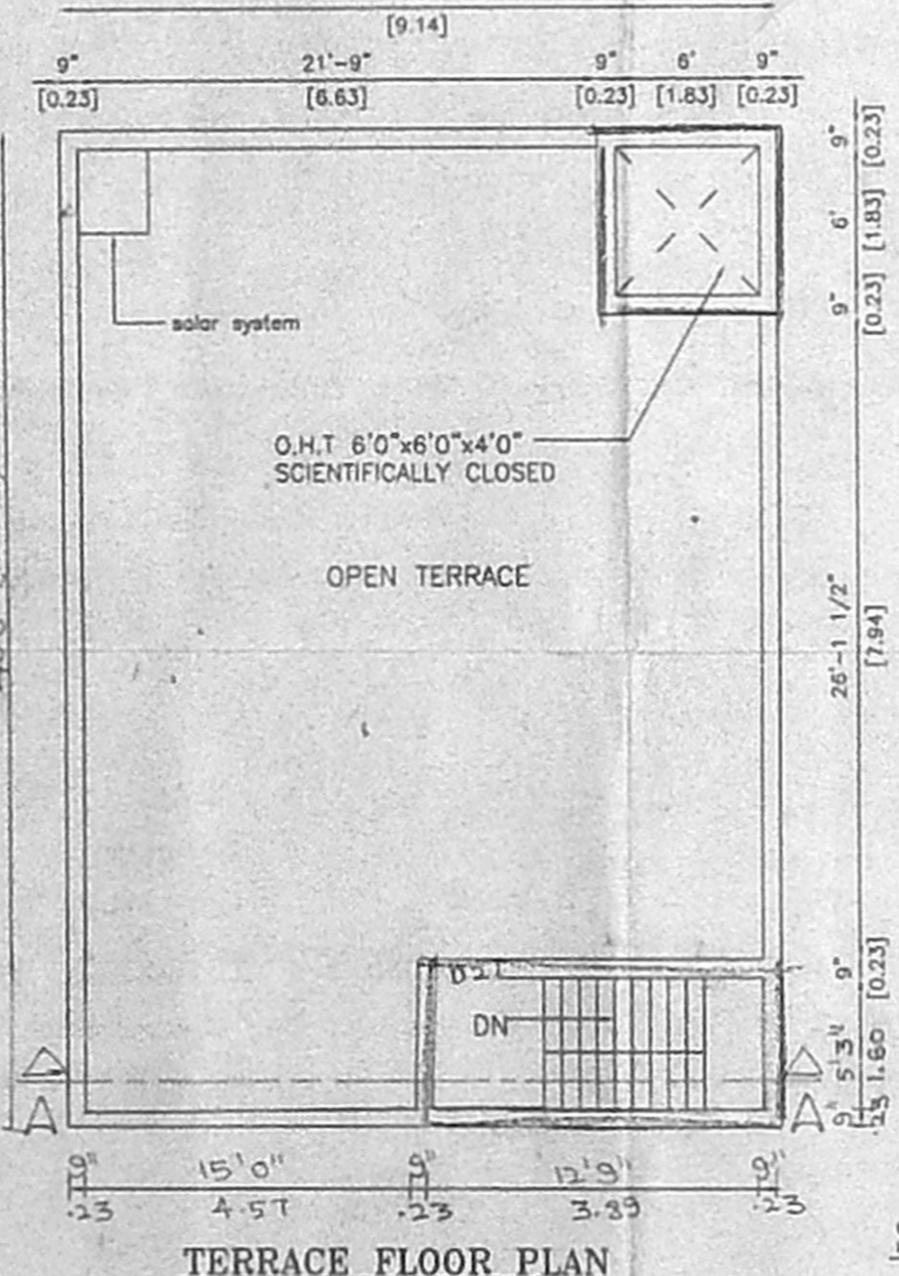 [9.14]
9" 21'-9" 9" 6' 9"
[0.23] [6.63] [0.23] [1.83] [0.23]
9" [0.23]
6' [1.83]
9" [0.23]
solar system
O.H.T 6'0"x6'0"x4'0"
SCIENTIFICALLY CLOSED
OPEN TERRACE
26'-1 1/2" [7.94]
9" [0.23]
D2
DN
5'3" 1.60
9" .23
A A
9" 15'0" 9" 12'9" 9"
.23 4.57 .23 3.89 .23
TERRACE FLOOR PLAN